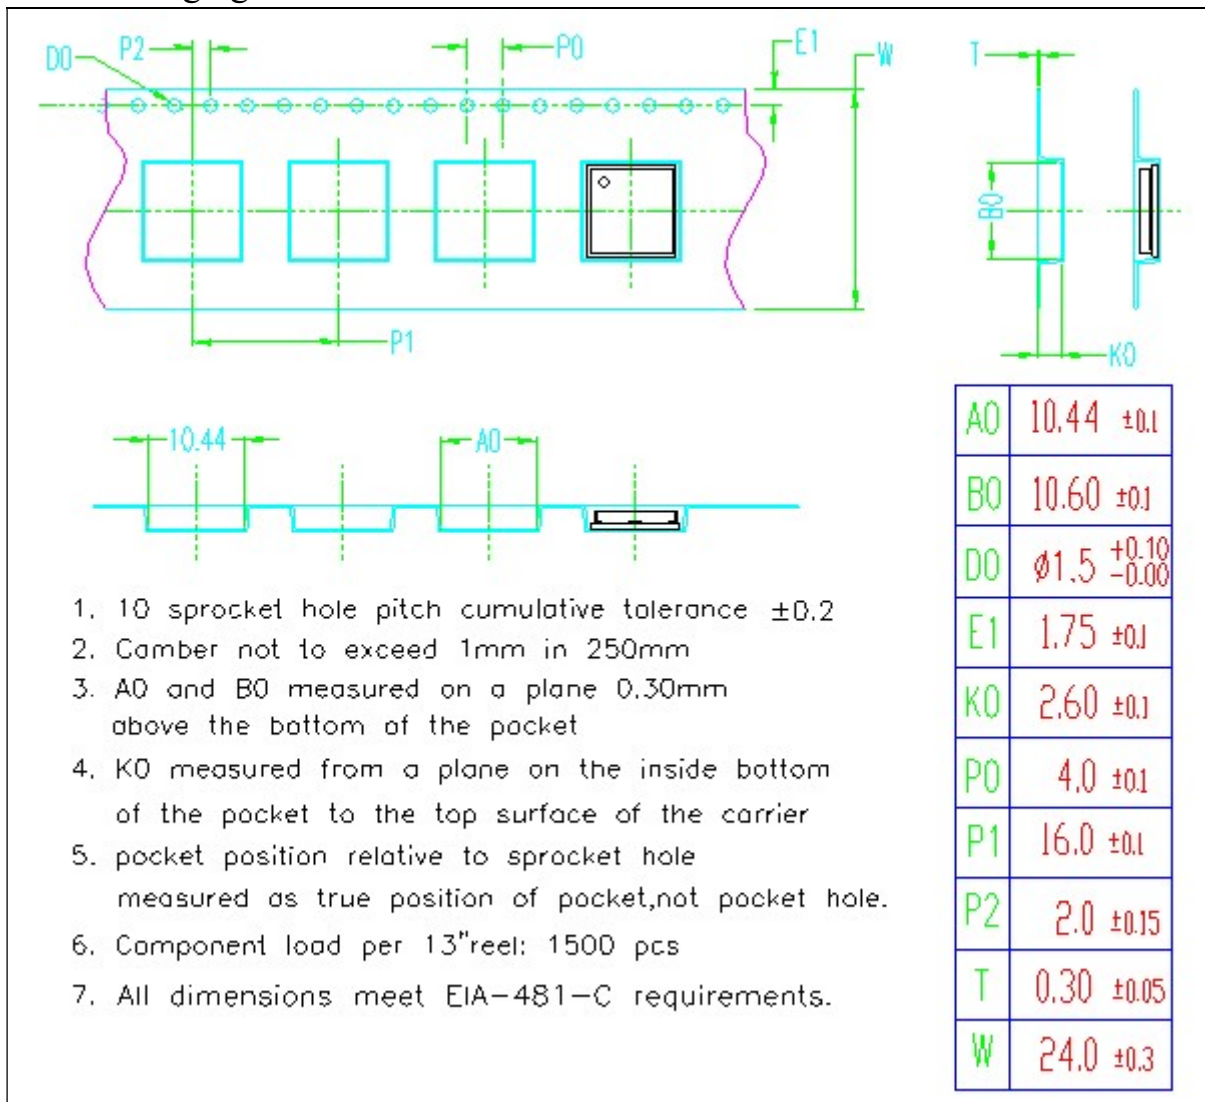 D0 P2 P0 E1 W T
B0
P1 K0
10.44 A0
A0 10.44 ±0.1
B0 10.60 ±0.1
D0 ø1.5 +0.10 -0.00
E1 1.75 ±0.1
K0 2.60 ±0.1
P0 4.0 ±0.1
P1 16.0 ±0.1
P2 2.0 ±0.15
T 0.30 ±0.05
W 24.0 ±0.3
1. 10 sprocket hole pitch cumulative tolerance ±0.2
2. Camber not to exceed 1mm in 250mm
3. A0 and B0 measured on a plane 0.30mm
above the bottom of the pocket
4. K0 measured from a plane on the inside bottom
of the pocket to the top surface of the carrier
5. pocket position relative to sprocket hole
measured as true position of pocket,not pocket hole.
6. Component load per 13"reel: 1500 pcs
7. All dimensions meet EIA-481-C requirements.